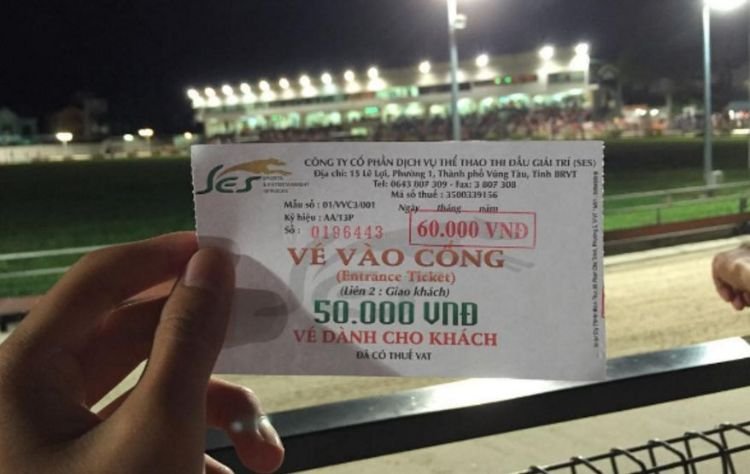 CÔNG TY CỔ PHẦN DỊCH VỤ THỂ THAO THI ĐẤU GIẢI TRÍ (SES)
Địa chỉ: 15 Lê Lợi, Phường 1, Thành phố Vũng Tàu, Tỉnh BRVT
Tel: 0643 807 309 - Fax: 3 807 308
Mã số thuế : 3500339156
SES
SPORTS
& ENTERTAINMENT
SERVICES
Mẫu số : 01/VVC3/001
Ngày tháng năm
Ký hiệu : AA/13P
Số : 0196443
60.000 VNĐ
VÉ VÀO CỔNG
(Entrance Ticket)
(Liên 2 : Giao khách)
50.000 VNĐ
VÉ DÀNH CHO KHÁCH
ĐÃ CÓ THUẾ VAT